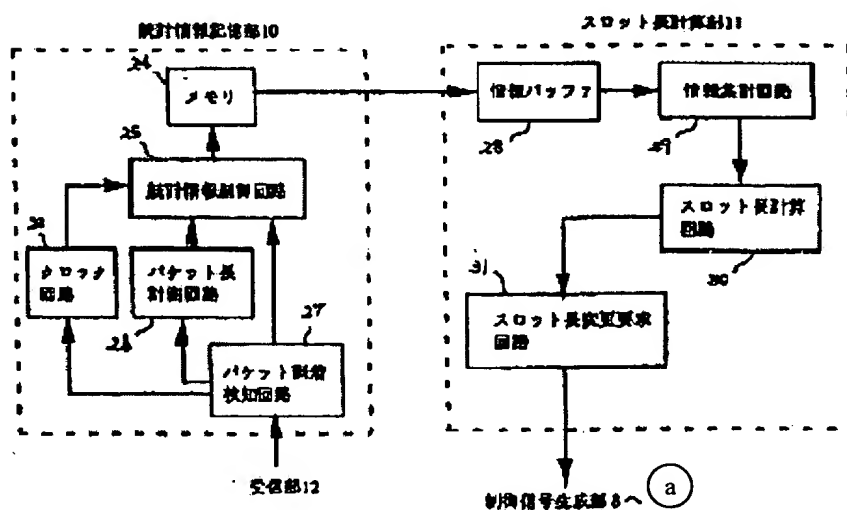 統計情報記憶部10
スロット長計算部11
24
メモリ
情報バッファ
28
情報集計回路
29
25
統計情報制御回路
スロット長計算
回路
30
クロック
回路
パケット長
計測回路
26
27
パケット到着
検知回路
31
スロット長変更要求
回路
受信部12
制御信号生成部8へ
a